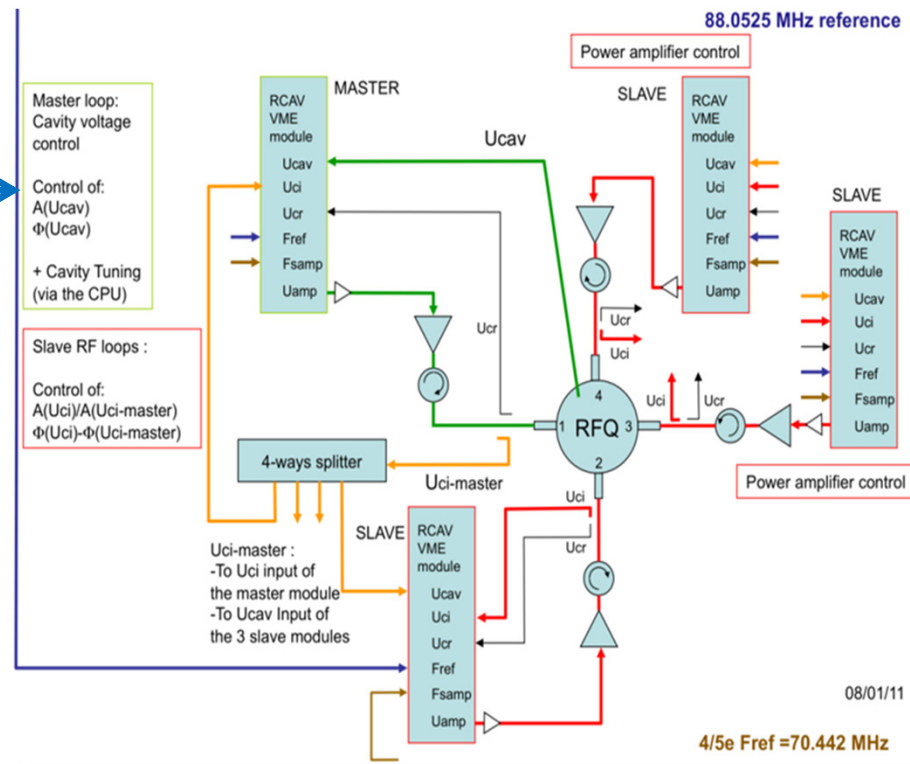 88.0525 MHz reference
Power amplifier control
Master loop:
Cavity voltage
control
Control of:
A(Ucav)
Φ(Ucav)
+ Cavity Tuning
(via the CPU)
MASTER
RCAV
VME
module
Ucav
Uci
Ucr
Fref
Fsamp
Uamp
Ucav
SLAVE
RCAV
VME
module
Ucav
Uci
Ucr
Fref
Fsamp
Uamp
SLAVE
RCAV
VME
module
Ucav
Uci
Ucr
Fref
Fsamp
Uamp
Slave RF loops :
Control of:
A(Uci)/A(Uci-master)
Φ(Uci)-Φ(Uci-master)
Ucr
Ucr
Uci
Uci
Ucr
4
1 RFQ 3
2
4-ways splitter
Uci-master
Power amplifier control
Uci
Ucr
Uci-master :
-To Uci input of
the master module
-To Ucav Input of
the 3 slave modules
SLAVE
RCAV
VME
module
Ucav
Uci
Ucr
Fref
Fsamp
Uamp
08/01/11
4/5e Fref =70.442 MHz